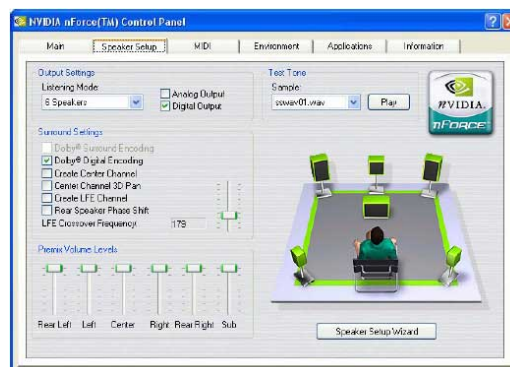 NVIDIA nForce(TM) Control Panel
Main
Speaker Setup
MIDI
Environment
Applications
Information
Output Settings
Listening Mode:
6 Speakers
Analog Output
Digital Output
Test Tone
Sample:
sswav01.wav
Play
NVIDIA.
nFORCE
Surround Settings
Dolby® Surround Encoding
Dolby® Digital Encoding
Create Center Channel
Center Channel 3D Pan
Create LFE Channel
Rear Speaker Phase Shift
LFE Crossover Frequency:
179
Premix Volume Levels
Rear Left
Left
Center
Right
Rear Right
Sub
Speaker Setup Wizard